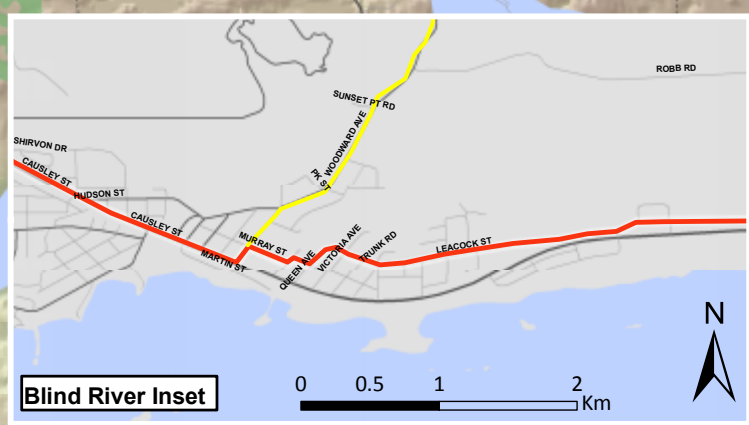 ROBB RD
SUNSET PT RD
WOODWARD AVE
SHIRVON DR
CAUSLEY ST
PK ST
HUDSON ST
CAUSLEY ST
MURRAY ST
VICTORIA AVE
TRUNK RD
LEACOCK ST
MARTIN ST
QUEEN AVE
N
Blind River Inset
0 0.5 1 2
Km